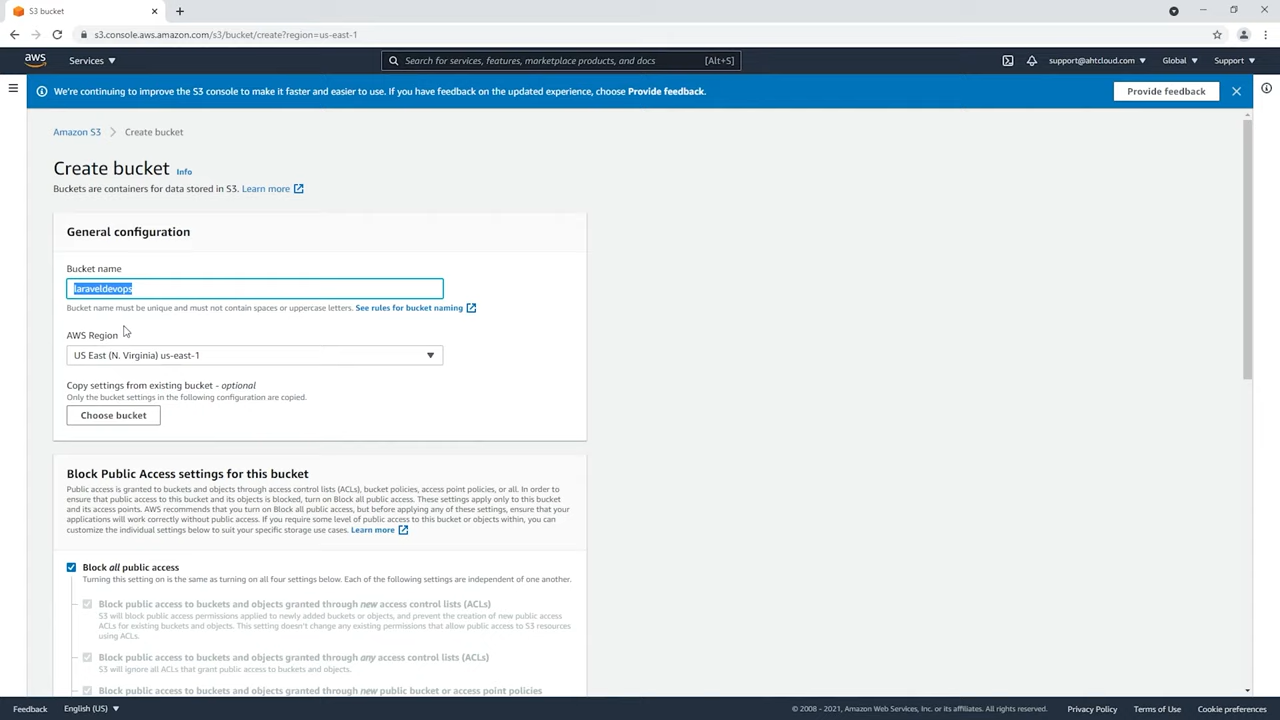 S3 bucket
s3.console.aws.amazon.com/s3/bucket/create?region=us-east-1
aws
Services
Search for services, features, marketplace products, and docs
[Alt+S]
support@ahtcloud.com
Global
Support
We're continuing to improve the S3 console to make it faster and easier to use. If you have feedback on the updated experience, choose Provide feedback.
Provide feedback
Amazon S3
Create bucket
Create bucket
Info
Buckets are containers for data stored in S3. Learn more
General configuration
Bucket name
laraveldevops
Bucket name must be unique and must not contain spaces or uppercase letters. See rules for bucket naming
AWS Region
US East (N. Virginia) us-east-1
Copy settings from existing bucket - optional
Only the bucket settings in the following configuration are copied.
Choose bucket
Block Public Access settings for this bucket
Public access is granted to buckets and objects through access control lists (ACLs), bucket policies, access point policies, or all. In order to
ensure that public access to this bucket and its objects is blocked, turn on Block all public access. These settings apply only to this bucket
and its access points. AWS recommends that you turn on Block all public access, but before applying any of these settings, ensure that your
applications will work correctly without public access. If you require some level of public access to this bucket or objects within, you can
customize the individual settings below to suit your specific storage use cases. Learn more
Block all public access
Turning this setting on is the same as turning on all four settings below. Each of the following settings are independent of one another.
Block public access to buckets and objects granted through new access control lists (ACLs)
S3 will block public access permissions applied to newly added buckets or objects, and prevent the creation of new public access
ACLs for existing buckets and objects. This setting doesn't change any existing permissions that allow public access to S3 resources
using ACLs.
Block public access to buckets and objects granted through any access control lists (ACLs)
S3 will ignore all ACLs that grant public access to buckets and objects.
Block public access to buckets and objects granted through new public bucket or access point policies
Feedback
English (US)
© 2008 - 2021, Amazon Web Services, Inc. or its affiliates. All rights reserved.
Privacy Policy
Terms of Use
Cookie preferences